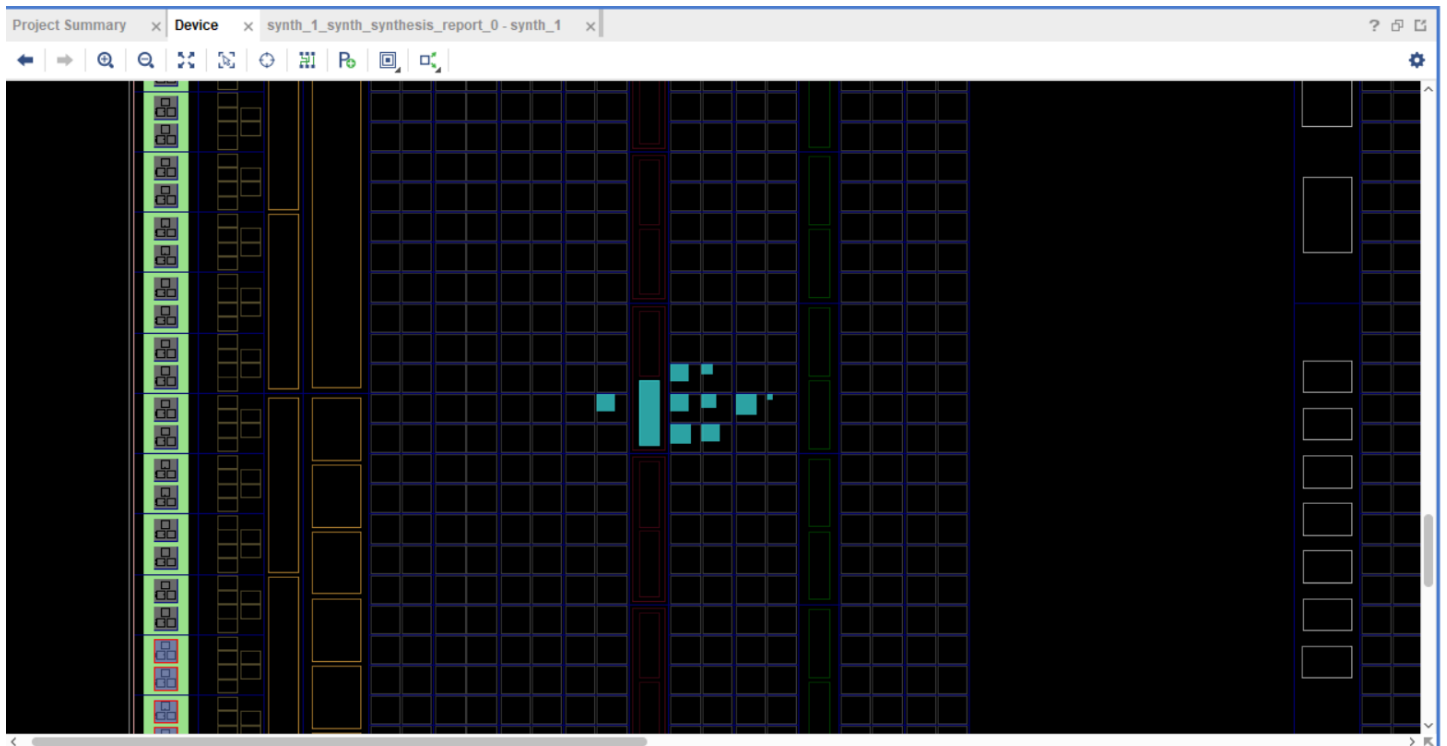 Project Summary × Device × synth_1_synth_synthesis_report_0 - synth_1 × ?